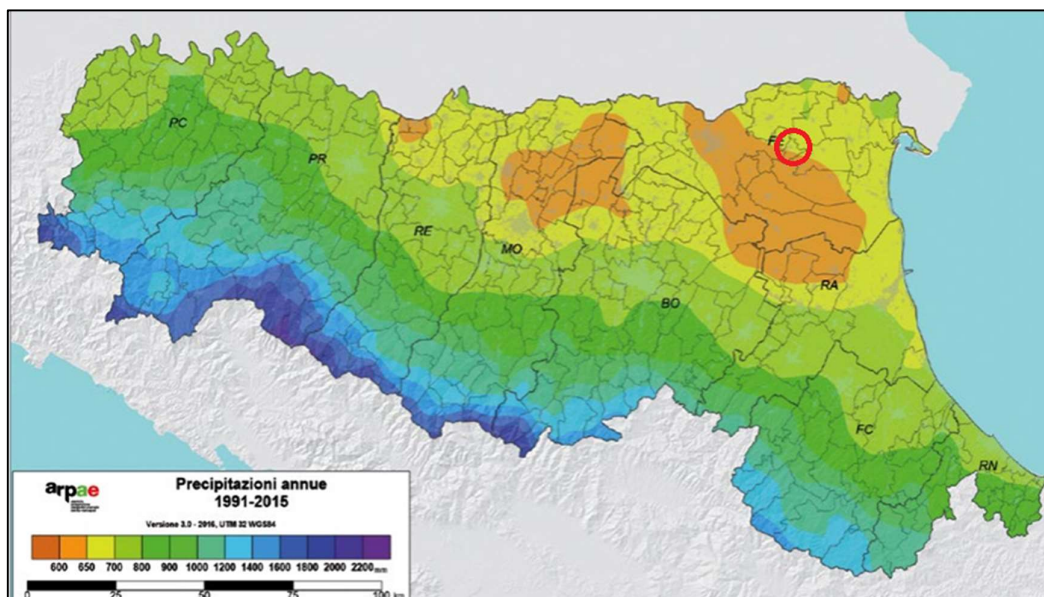 PC
PR
RE
MO
BO
RA
FC
RN
arpae
Precipitazioni annue
1991-2015
Versione 3.0 - 2016, UTM 32 WGS84
600 650 700 800 900 1000 1200 1400 1600 1800 2000 2200 mm
0 25 50 75 100 km